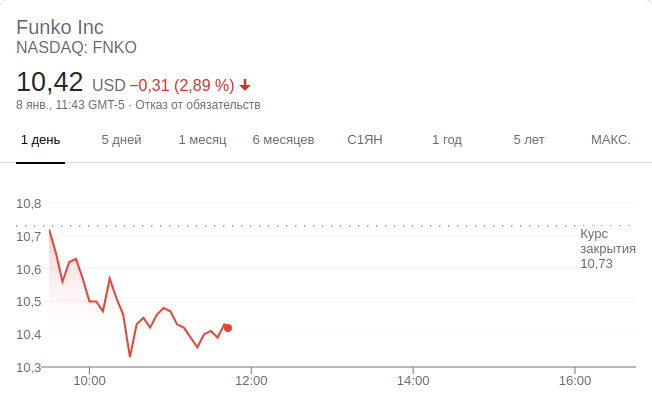 Funko Inc
NASDAQ: FNKO
10,42 USD −0,31 (2,89 %)
8 янв., 11:43 GMT-5 · Отказ от обязательств
1 день 5 дней 1 месяц 6 месяцев С1ЯН 1 год 5 лет МАКС.
10,8
10,7
Курс
закрытия
10,73
10,6
10,5
10,4
10,3
10:00 12:00 14:00 16:00